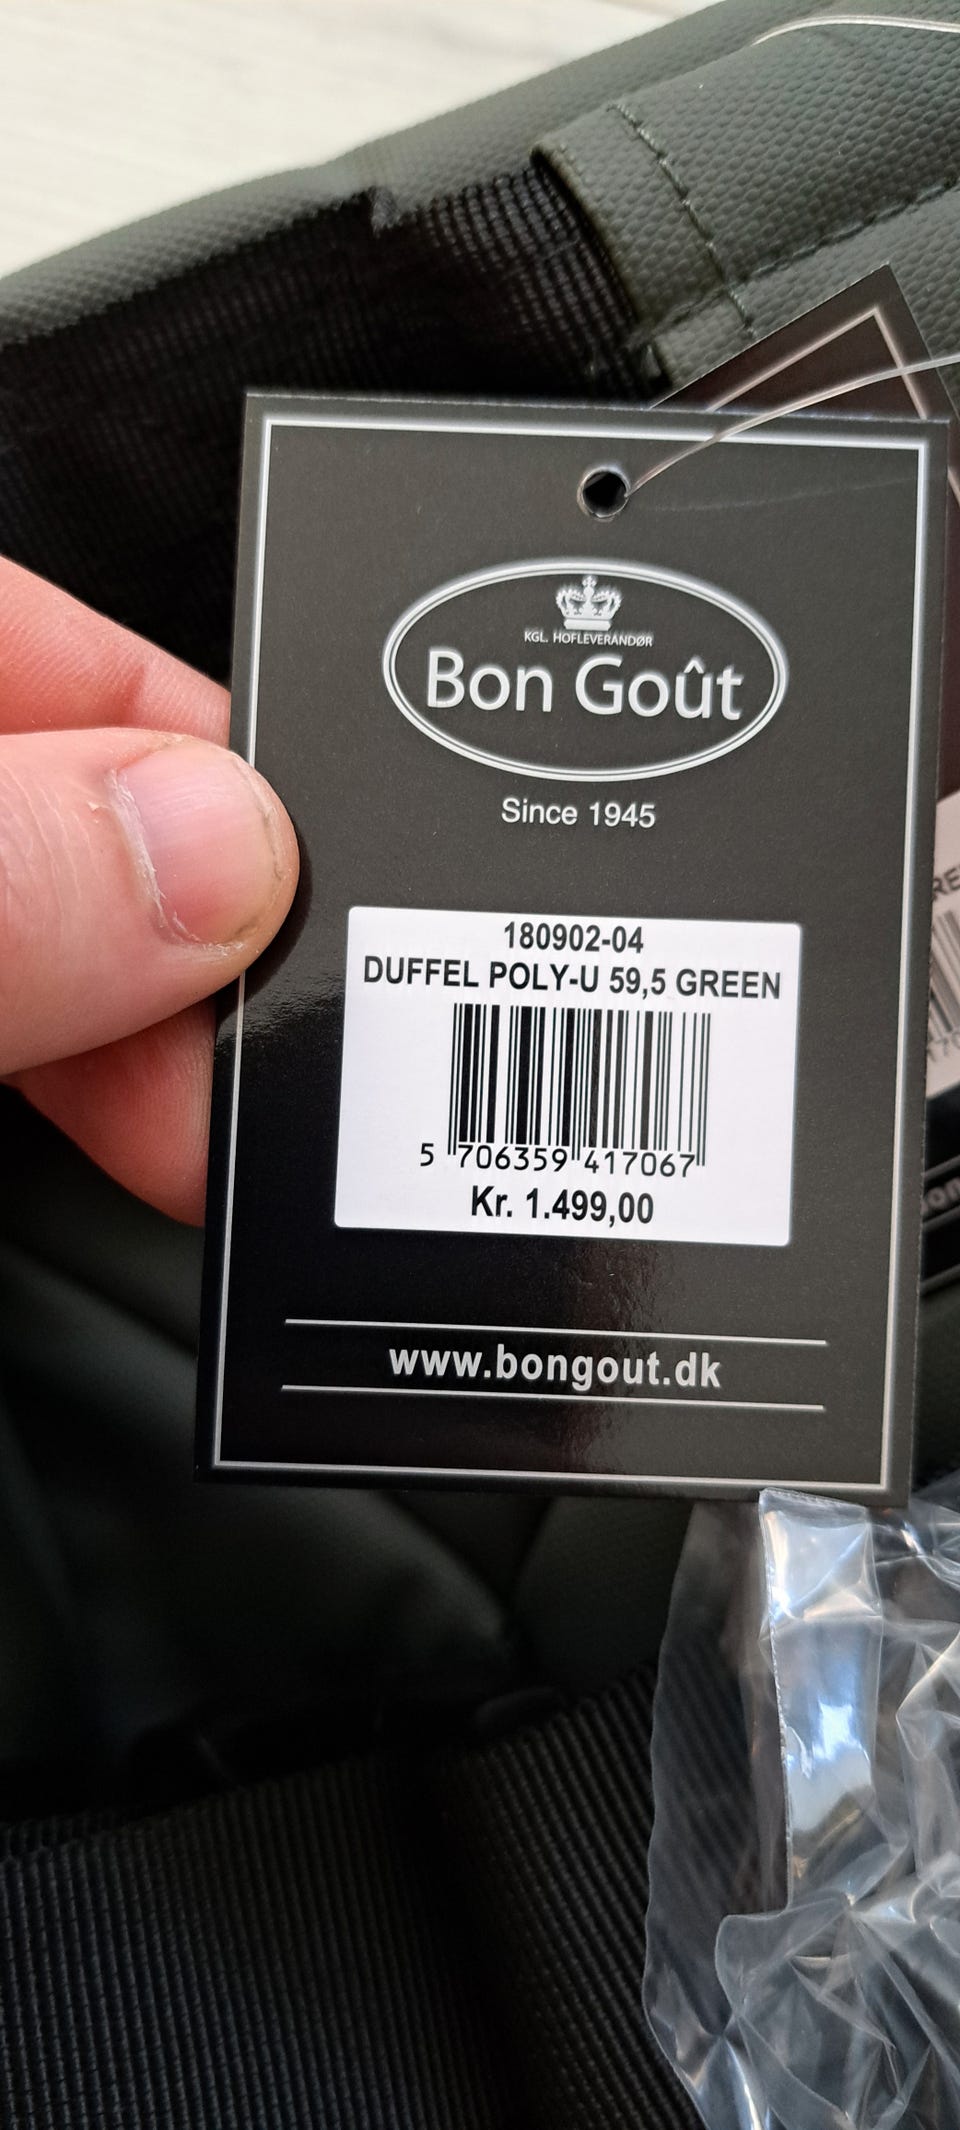 KGL. HOFLEVERANDØR
Bon Goût
Since 1945
180902-04
DUFFEL POLY-U 59,5 GREEN
5 706359 417067
Kr. 1.499,00
www.bongout.dk